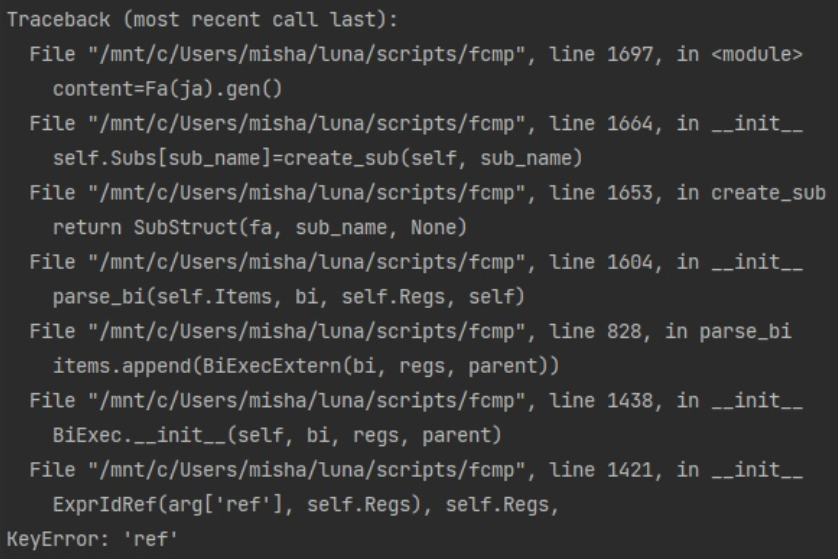 Traceback (most recent call last):
  File "/mnt/c/Users/misha/luna/scripts/fcmp", line 1697, in <module>
    content=Fa(ja).gen()
  File "/mnt/c/Users/misha/luna/scripts/fcmp", line 1664, in __init__
    self.Subs[sub_name]=create_sub(self, sub_name)
  File "/mnt/c/Users/misha/luna/scripts/fcmp", line 1653, in create_sub
    return SubStruct(fa, sub_name, None)
  File "/mnt/c/Users/misha/luna/scripts/fcmp", line 1604, in __init__
    parse_bi(self.Items, bi, self.Regs, self)
  File "/mnt/c/Users/misha/luna/scripts/fcmp", line 828, in parse_bi
    items.append(BiExecExtern(bi, regs, parent))
  File "/mnt/c/Users/misha/luna/scripts/fcmp", line 1438, in __init__
    BiExec.__init__(self, bi, regs, parent)
  File "/mnt/c/Users/misha/luna/scripts/fcmp", line 1421, in __init__
    ExprIdRef(arg['ref'], self.Regs), self.Regs,
KeyError: 'ref'